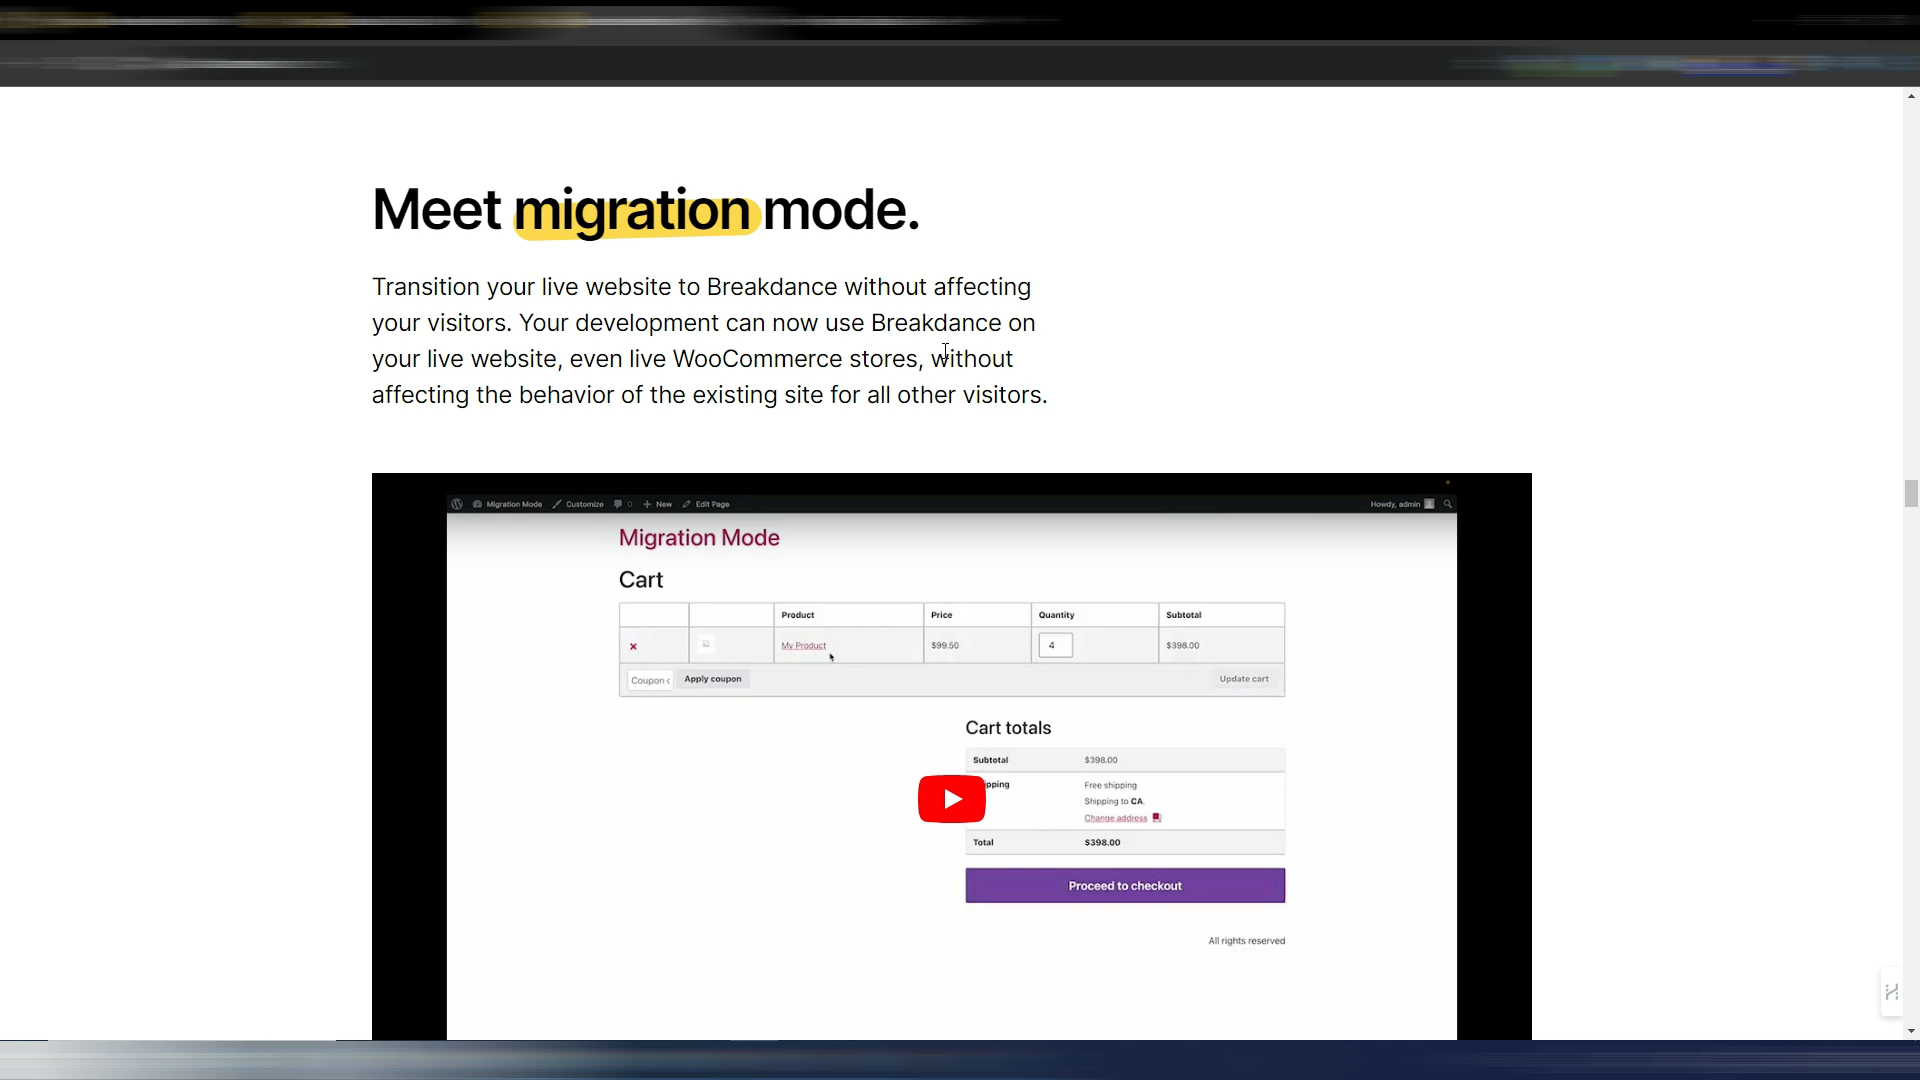 Meet migration mode.
Transition your live website to Breakdance without affecting
your visitors. Your development can now use Breakdance on
your live website, even live WooCommerce stores, without
affecting the behavior of the existing site for all other visitors.
Migration Mode Customize 0 New Edit Page Howdy, admin
Migration Mode
Cart
Product Price Quantity Subtotal
× My Product $99.50 4 $398.00
Coupon c Apply coupon Update cart
Cart totals
Subtotal $398.00
pping Free shipping
Shipping to CA.
Change address
Total $398.00
Proceed to checkout
All rights reserved